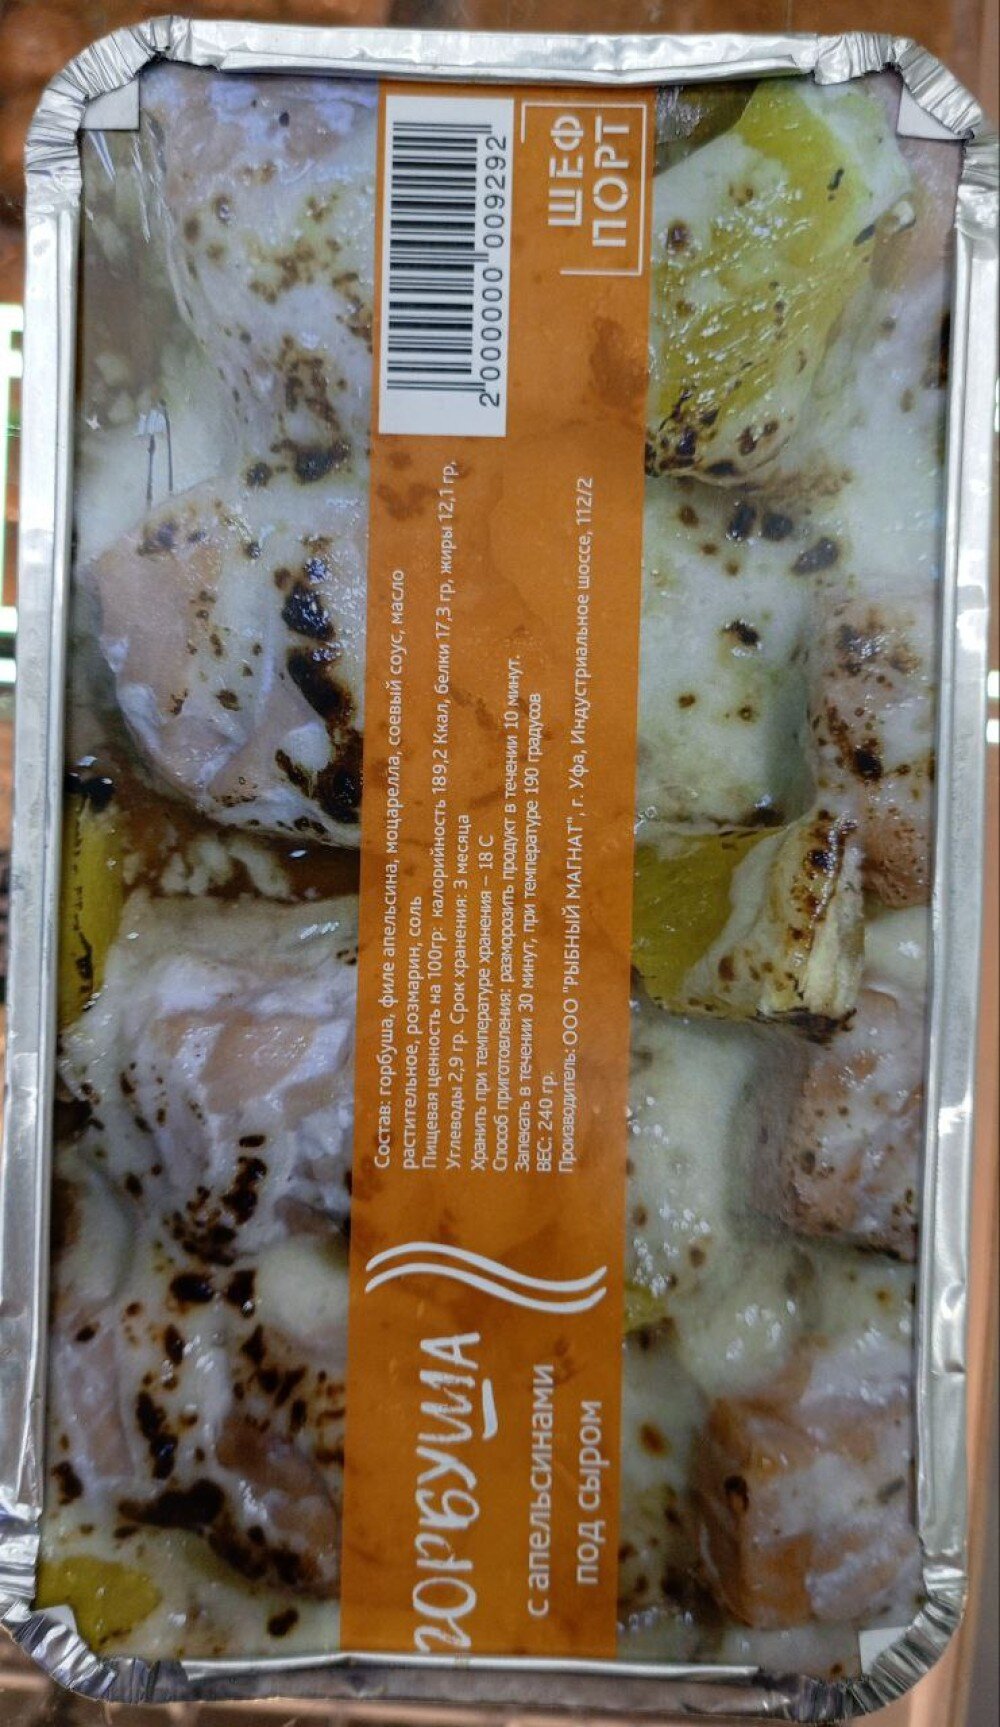 ГОРБУША
с апельсинами
под сыром
Состав: горбуша, филе апельсина, моцарелла, соевый соус, масло
растительное, розмарин, соль
Пищевая ценность на 100гр: калорийность 189,2 Ккал, белки 17,3 гр, жиры 12,1 гр,
Углеводы 2,9 гр. Срок хранения: 3 месяца
Хранить при температуре хранения – 18 С
Способ приготовления: разморозить продукт в течении 10 минут.
Запекать в течении 30 минут, при температуре 190 градусов
ВЕС: 240 гр.
Производитель: ООО "РЫБНЫЙ МАГНАТ", г. Уфа, Индустриальное шоссе, 112/2
2 000000 009292
ШЕФ
ПОРТ